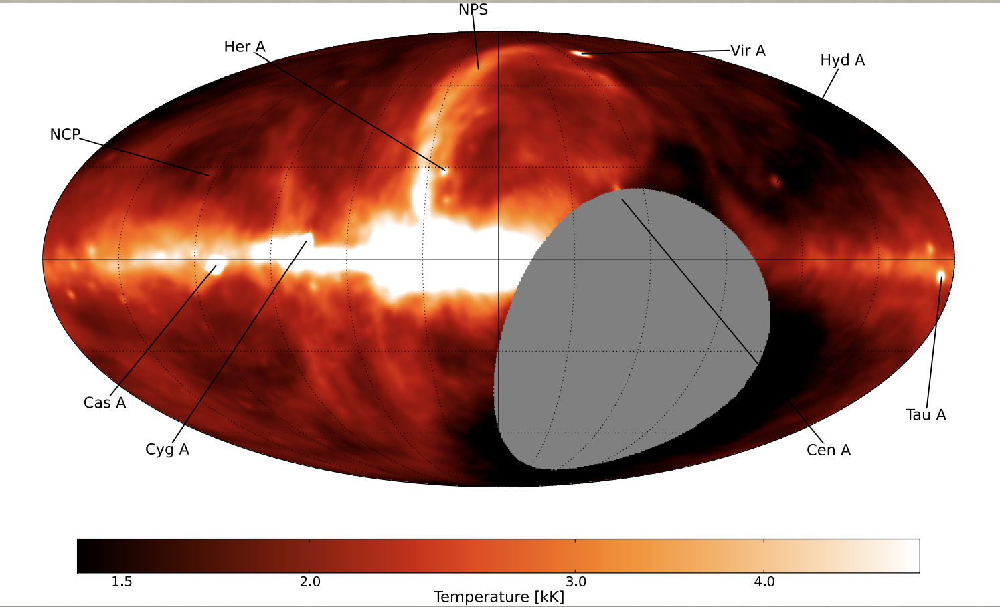 NPS
Her A
Vir A
Hyd A
NCP
Cas A
Cyg A
Tau A
Cen A
1.5 2.0 3.0 4.0
Temperature [kK]